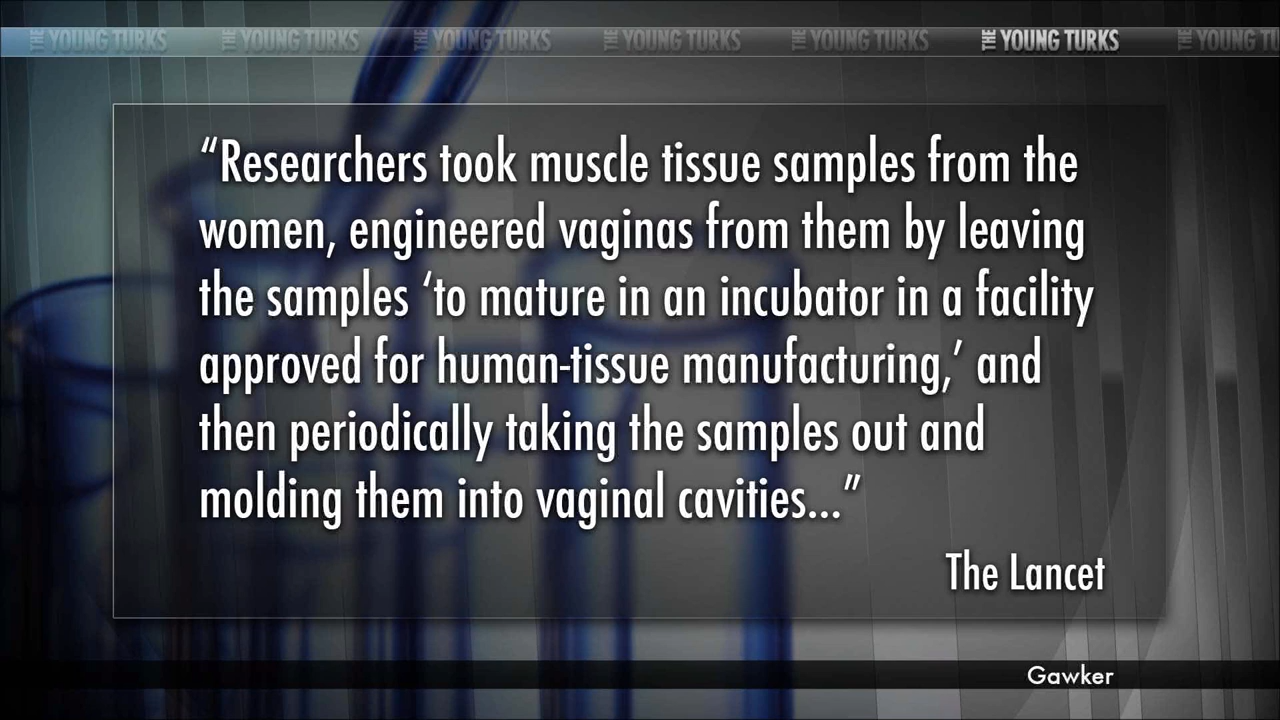 THE YOUNG TURKS THE YOUNG TURKS THE YOUNG TURKS THE YOUNG TURKS THE YOUNG TURKS THE YOUNG TURKS THE YOUNG TU
“Researchers took muscle tissue samples from the
women, engineered vaginas from them by leaving
the samples ‘to mature in an incubator in a facility
approved for human-tissue manufacturing,’ and
then periodically taking the samples out and
molding them into vaginal cavities...”
The Lancet
Gawker